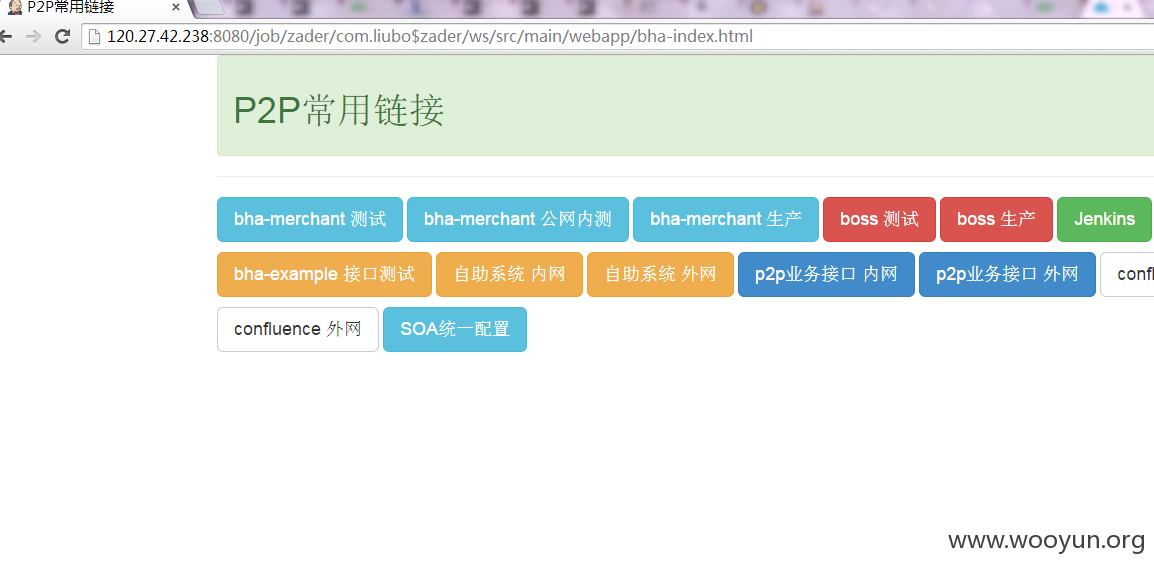 P2P常用链接
120.27.42.238:8080/job/zader/com.liubo$zader/ws/src/main/webapp/bha-index.html
P2P常用链接
bha-merchant 测试 bha-merchant 公网内测 bha-merchant 生产 boss 测试 boss 生产 Jenkins
bha-example 接口测试 自助系统 内网 自助系统 外网 p2p业务接口 内网 p2p业务接口 外网
confluence 外网 SOA统一配置
www.wooyun.org